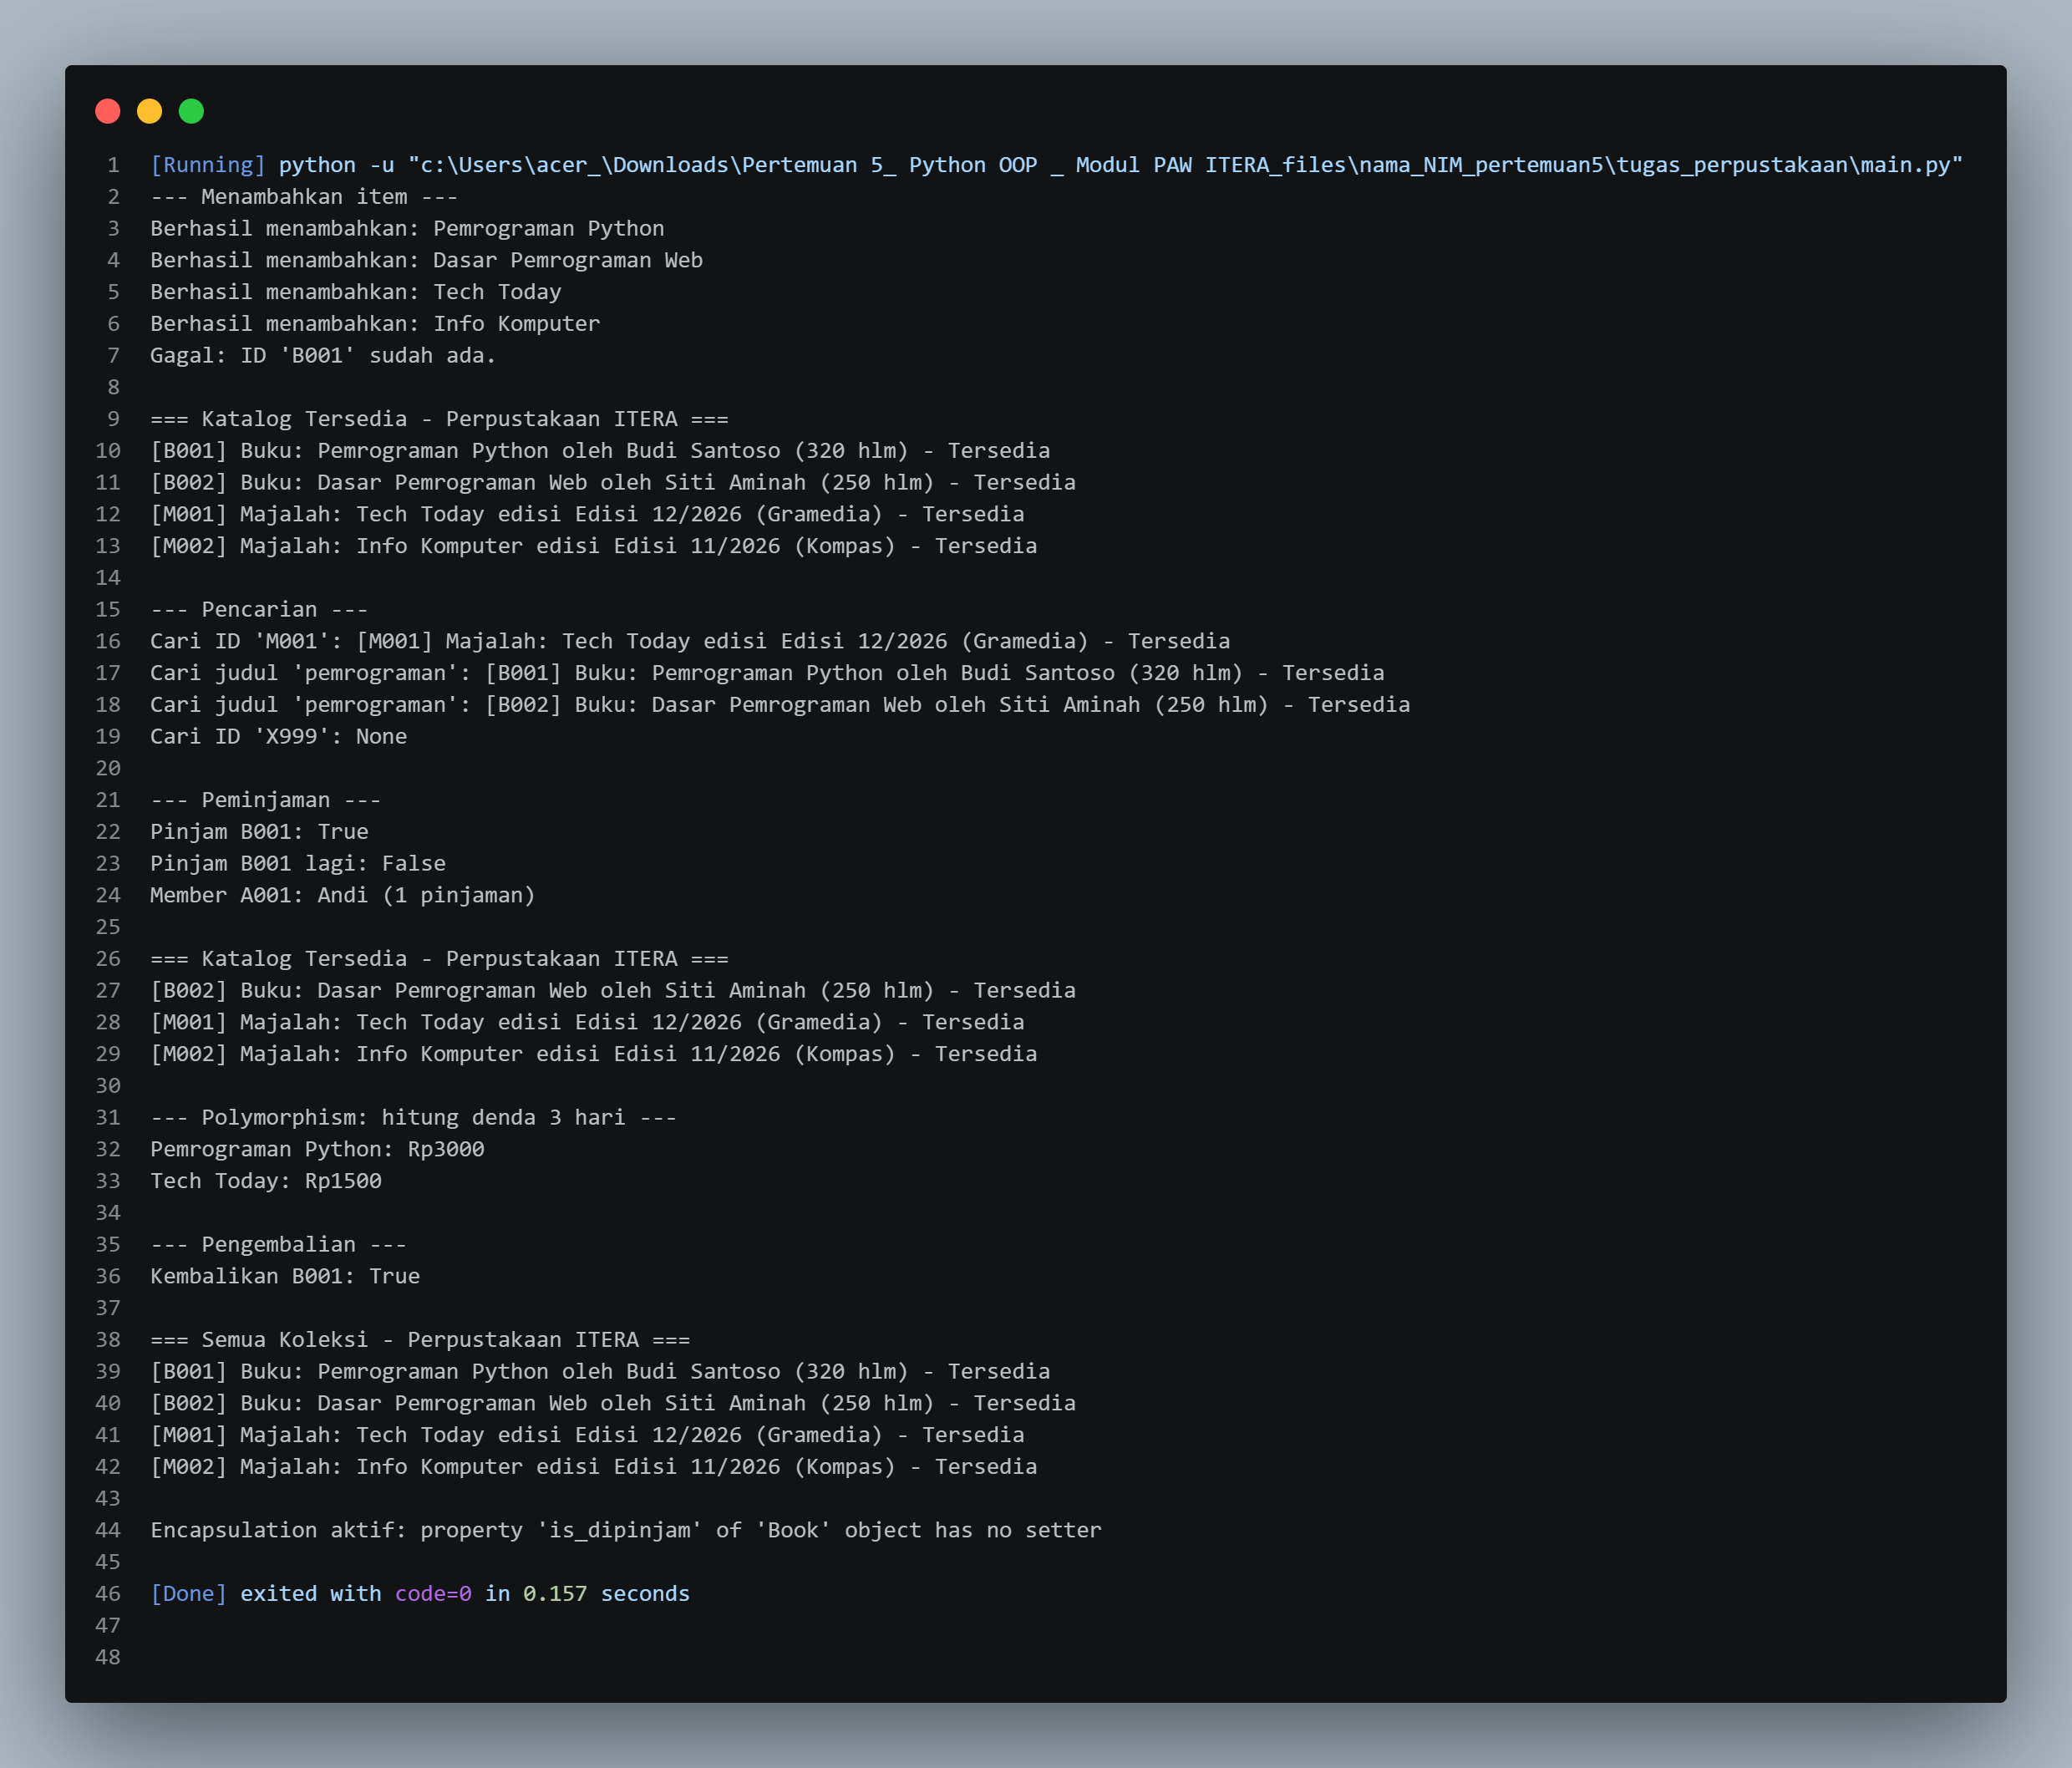 1 [Running] python -u "c:\Users\acer_\Downloads\Pertemuan 5_ Python OOP _ Modul PAW ITERA_files\nama_NIM_pertemuan5\tugas_perpustakaan\main.py"
2 --- Menambahkan item ---
3 Berhasil menambahkan: Pemrograman Python
4 Berhasil menambahkan: Dasar Pemrograman Web
5 Berhasil menambahkan: Tech Today
6 Berhasil menambahkan: Info Komputer
7 Gagal: ID 'B001' sudah ada.
8
9 === Katalog Tersedia - Perpustakaan ITERA ===
10 [B001] Buku: Pemrograman Python oleh Budi Santoso (320 hlm) - Tersedia
11 [B002] Buku: Dasar Pemrograman Web oleh Siti Aminah (250 hlm) - Tersedia
12 [M001] Majalah: Tech Today edisi Edisi 12/2026 (Gramedia) - Tersedia
13 [M002] Majalah: Info Komputer edisi Edisi 11/2026 (Kompas) - Tersedia
14
15 --- Pencarian ---
16 Cari ID 'M001': [M001] Majalah: Tech Today edisi Edisi 12/2026 (Gramedia) - Tersedia
17 Cari judul 'pemrograman': [B001] Buku: Pemrograman Python oleh Budi Santoso (320 hlm) - Tersedia
18 Cari judul 'pemrograman': [B002] Buku: Dasar Pemrograman Web oleh Siti Aminah (250 hlm) - Tersedia
19 Cari ID 'X999': None
20
21 --- Peminjaman ---
22 Pinjam B001: True
23 Pinjam B001 lagi: False
24 Member A001: Andi (1 pinjaman)
25
26 === Katalog Tersedia - Perpustakaan ITERA ===
27 [B002] Buku: Dasar Pemrograman Web oleh Siti Aminah (250 hlm) - Tersedia
28 [M001] Majalah: Tech Today edisi Edisi 12/2026 (Gramedia) - Tersedia
29 [M002] Majalah: Info Komputer edisi Edisi 11/2026 (Kompas) - Tersedia
30
31 --- Polymorphism: hitung denda 3 hari ---
32 Pemrograman Python: Rp3000
33 Tech Today: Rp1500
34
35 --- Pengembalian ---
36 Kembalikan B001: True
37
38 === Semua Koleksi - Perpustakaan ITERA ===
39 [B001] Buku: Pemrograman Python oleh Budi Santoso (320 hlm) - Tersedia
40 [B002] Buku: Dasar Pemrograman Web oleh Siti Aminah (250 hlm) - Tersedia
41 [M001] Majalah: Tech Today edisi Edisi 12/2026 (Gramedia) - Tersedia
42 [M002] Majalah: Info Komputer edisi Edisi 11/2026 (Kompas) - Tersedia
43
44 Encapsulation aktif: property 'is_dipinjam' of 'Book' object has no setter
45
46 [Done] exited with code=0 in 0.157 seconds
47
48